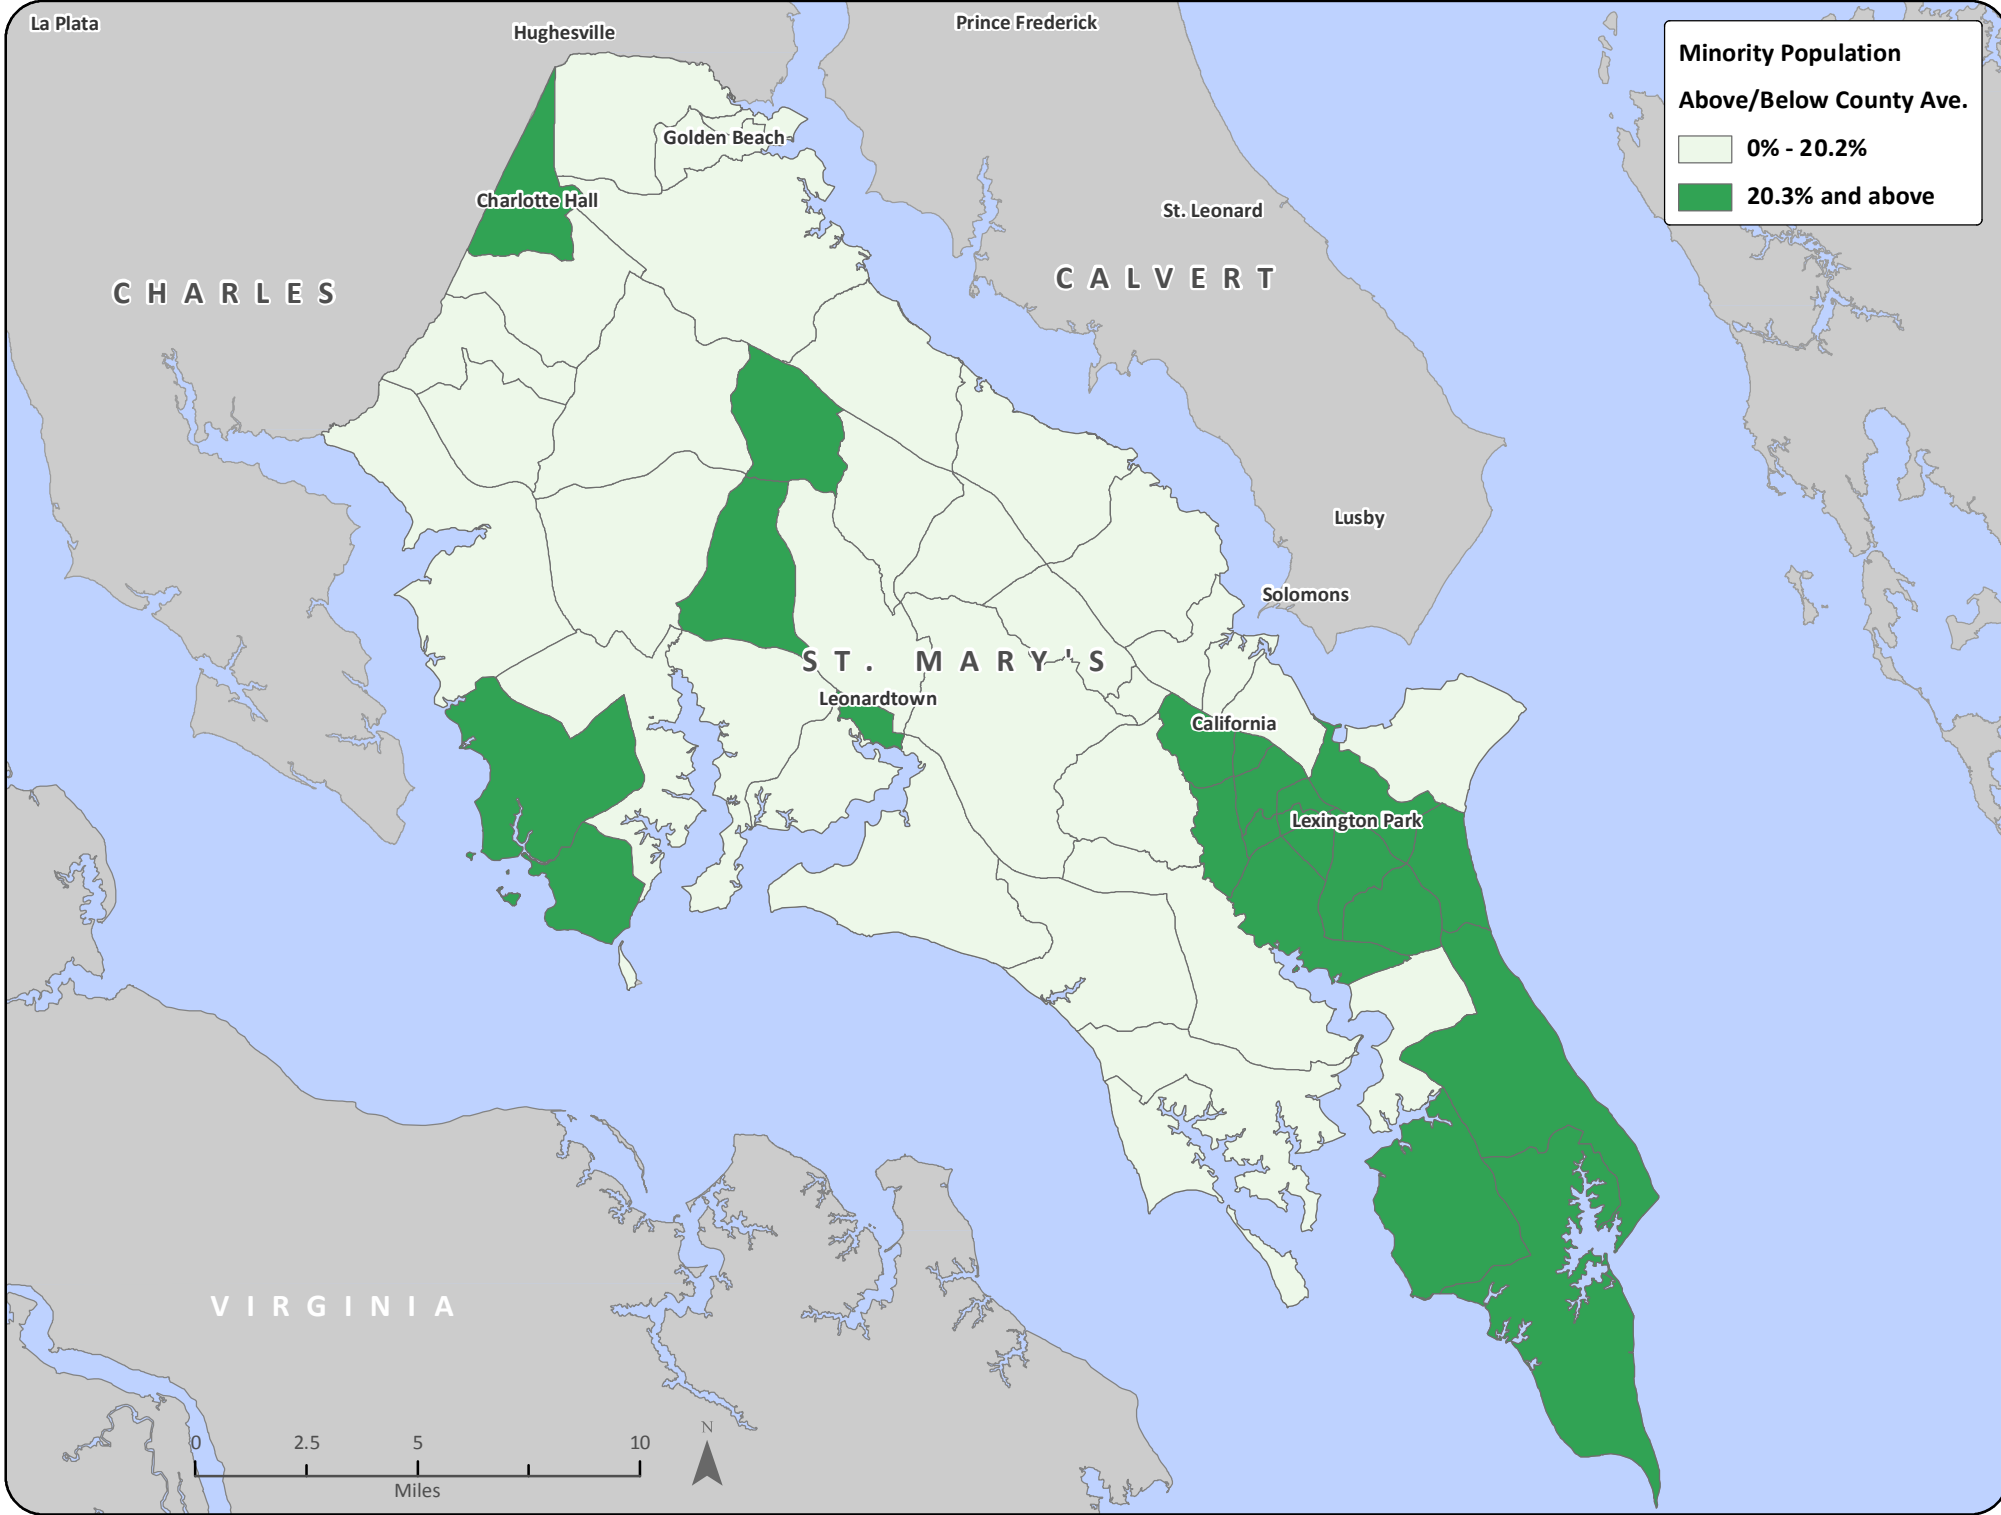 La Plata
Hughesville
Prince Frederick
Minority Population
Above/Below County Ave.
0% - 20.2%
20.3% and above
Golden Beach
Charlotte Hall
St. Leonard
CHARLES
CALVERT
Lusby
Solomons
ST. MARY'S
Leonardtown
California
Lexington Park
VIRGINIA
N
0 2.5 5 10
Miles